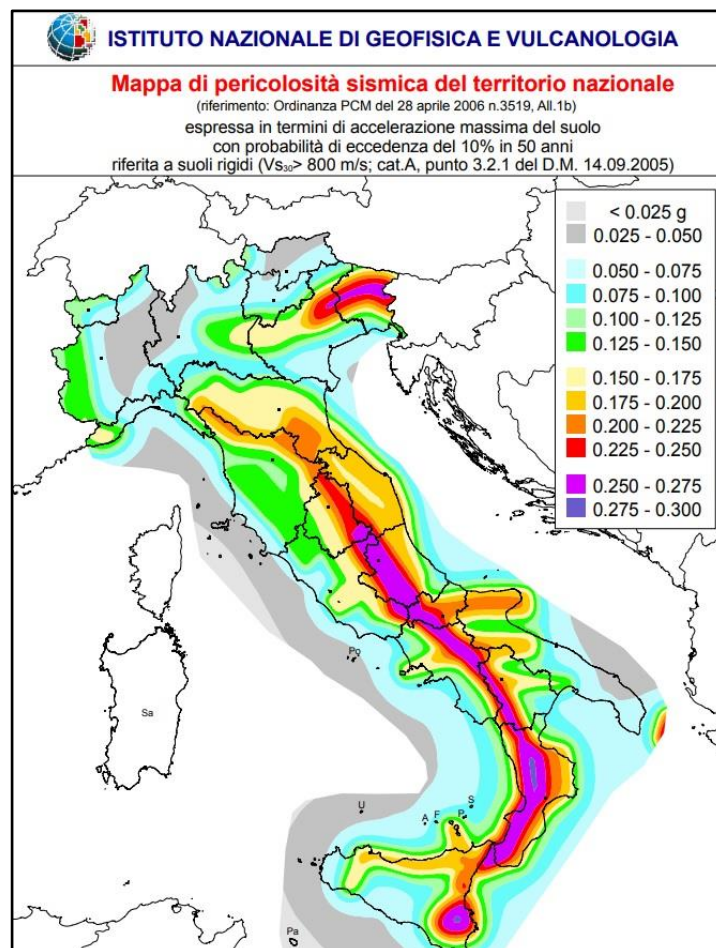 ISTITUTO NAZIONALE DI GEOFISICA E VULCANOLOGIA
Mappa di pericolosità sismica del territorio nazionale
(riferimento: Ordinanza PCM del 28 aprile 2006 n.3519, All.1b)
espressa in termini di accelerazione massima del suolo
con probabilità di eccedenza del 10% in 50 anni
riferita a suoli rigidi (Vs30> 800 m/s; cat.A, punto 3.2.1 del D.M. 14.09.2005)
< 0.025 g
0.025 - 0.050
0.050 - 0.075
0.075 - 0.100
0.100 - 0.125
0.125 - 0.150
0.150 - 0.175
0.175 - 0.200
0.200 - 0.225
0.225 - 0.250
0.250 - 0.275
0.275 - 0.300
Po
Sa
U
A
F
P
S
Pa